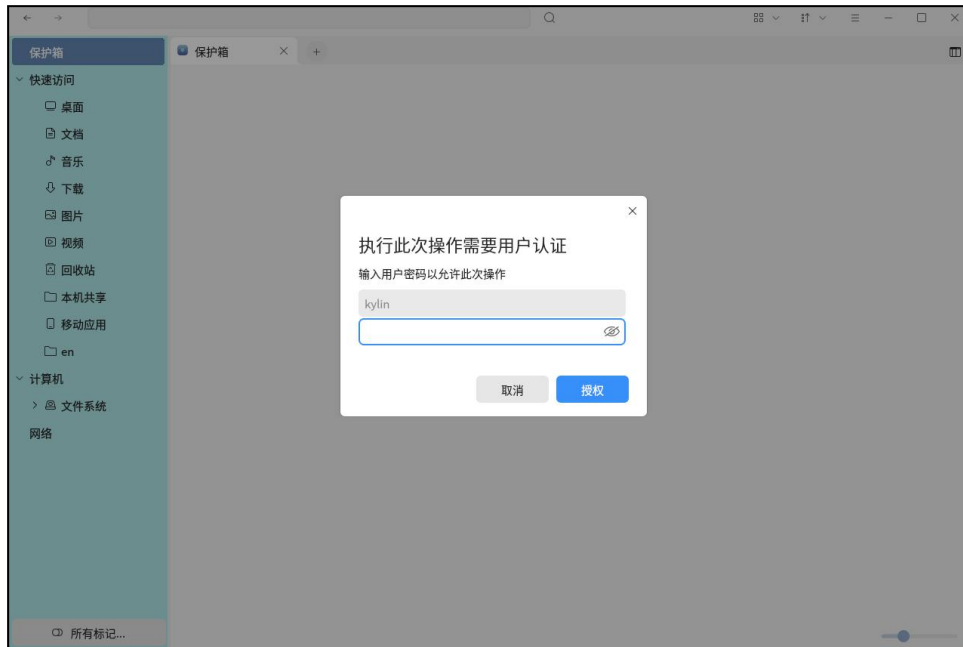 保护箱
保护箱
快速访问
桌面
文档
音乐
下载
图片
视频
回收站
本机共享
移动应用
en
计算机
文件系统
网络
所有标记...
执行此次操作需要用户认证
输入用户密码以允许此次操作
kylin
取消
授权